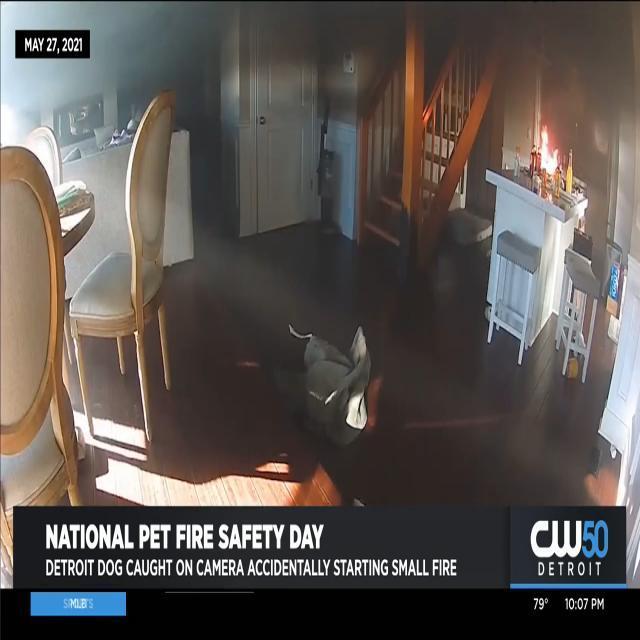 MAY 27, 2021
NATIONAL PET FIRE SAFETY DAY
DETROIT DOG CAUGHT ON CAMERA ACCIDENTALLY STARTING SMALL FIRE
CW50
DETROIT
79° 10:07 PM